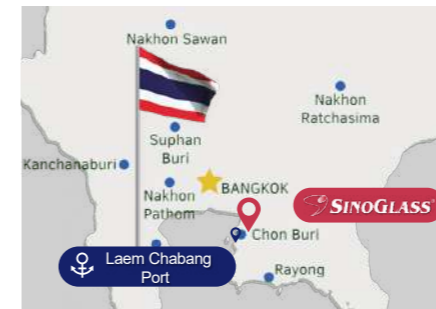 Nakhon Sawan
Nakhon
Ratchasima
Suphan
Buri
Kanchanaburi
BANGKOK
Nakhon
Pathom
SINOGLASS
Chon Buri
Laem Chabang
Port
Rayong